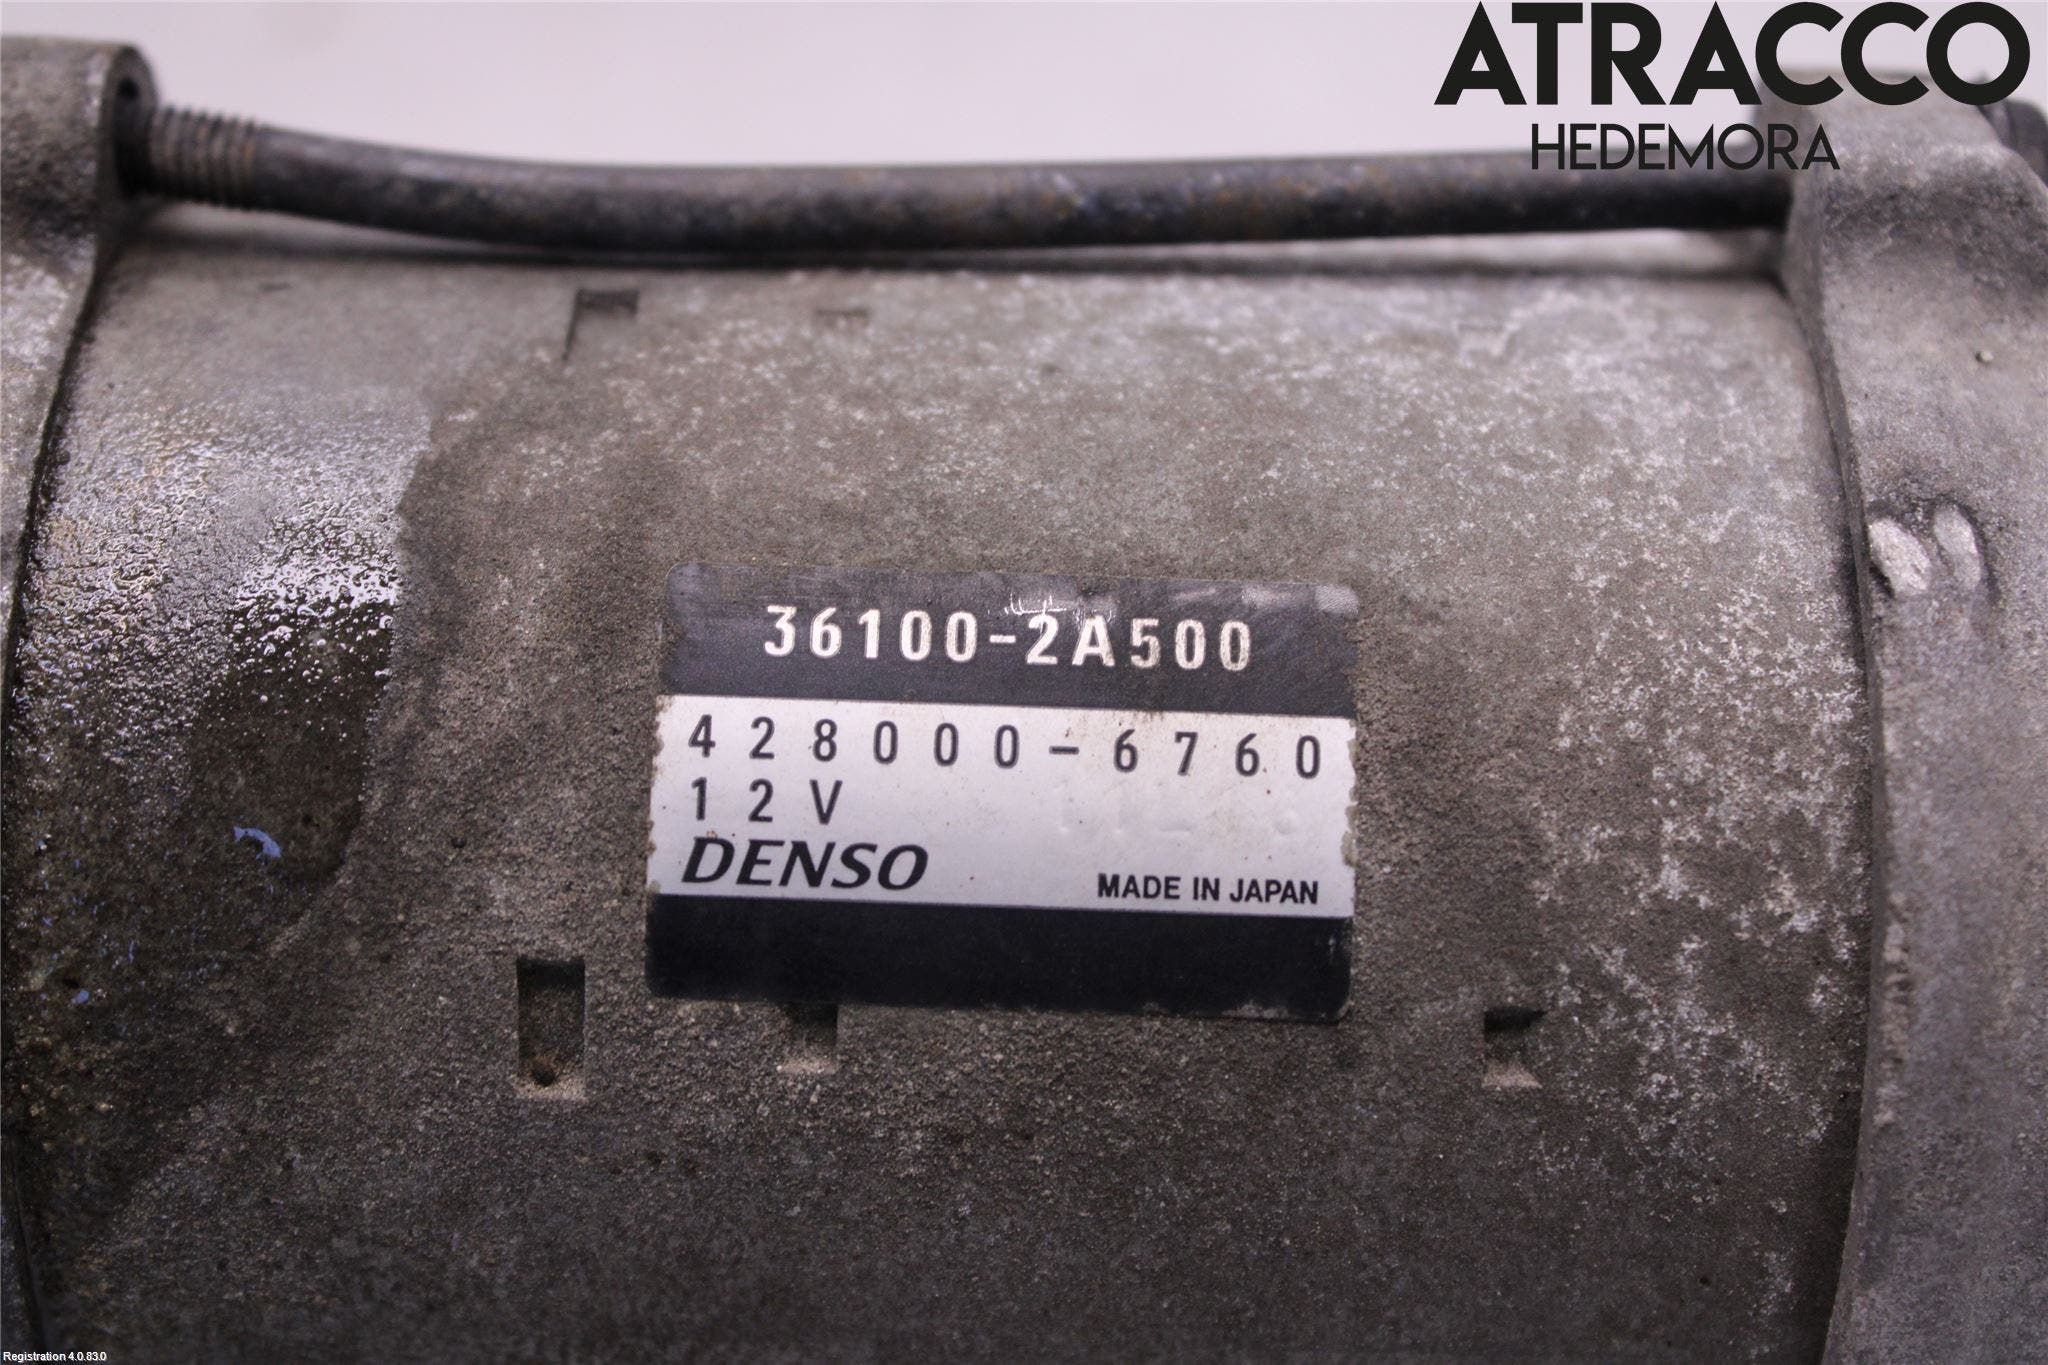 ATRACCO
HEDEMORA
36100-2A500
428000-6760
12V
DENSO
MADE IN JAPAN
Registration 4.0.83.0